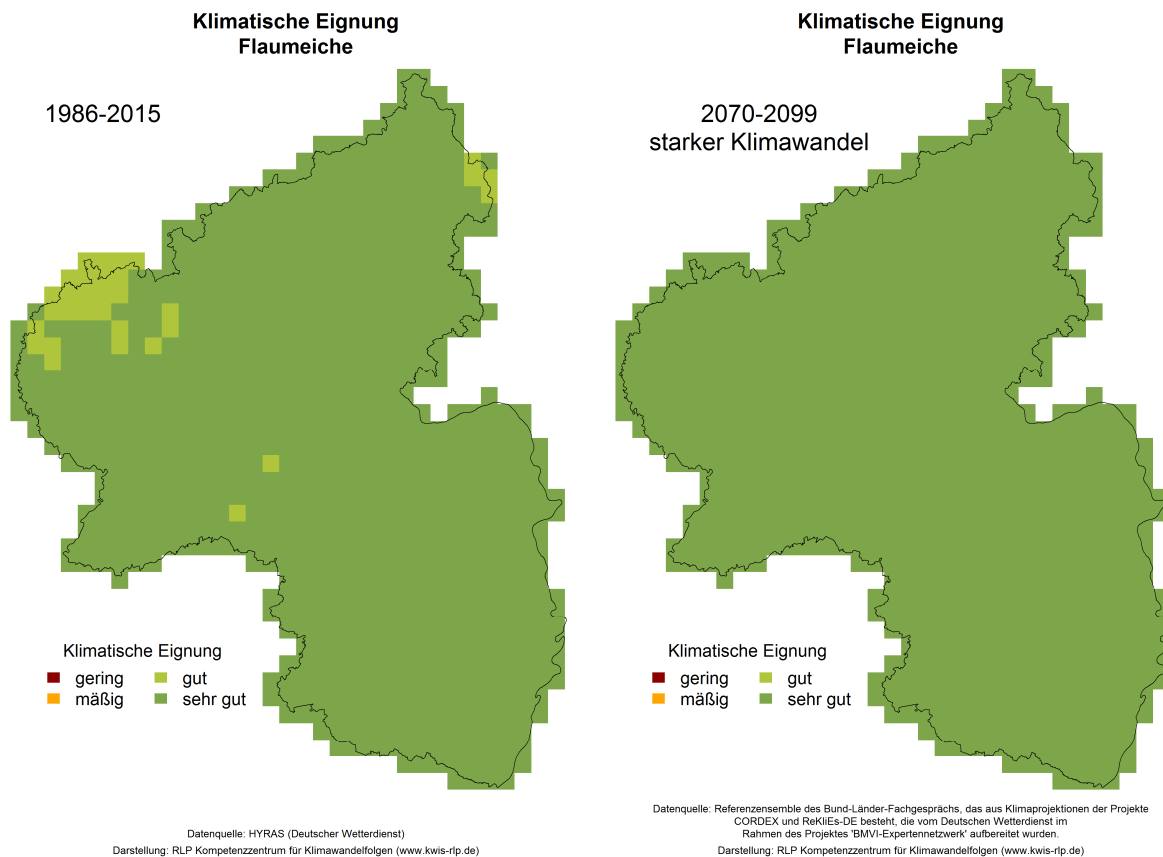 Klimatische Eignung
Flaumeiche
1986-2015
Klimatische Eignung
gering
gut
mäßig
sehr gut
Datenquelle: HYRAS (Deutscher Wetterdienst)
Darstellung: RLP Kompetenzzentrum für Klimawandelfolgen (www.kwis-rlp.de)
Klimatische Eignung
Flaumeiche
2070-2099
starker Klimawandel
Klimatische Eignung
gering
gut
mäßig
sehr gut
Datenquelle: Referenzensemble des Bund-Länder-Fachgesprächs, das aus Klimaprojektionen der Projekte
CORDEX und ReKliEs-DE besteht, die vom Deutschen Wetterdienst im
Rahmen des Projektes 'BMVI-Expertennetzwerk' aufbereitet wurden.
Darstellung: RLP Kompetenzzentrum für Klimawandelfolgen (www.kwis-rlp.de)